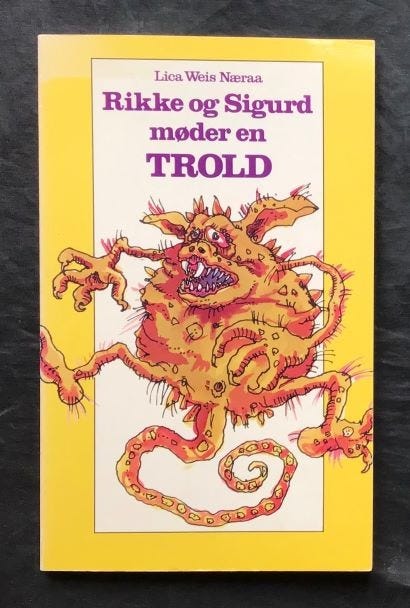 Lica Weis Næraa
Rikke og Sigurd
møder en
TROLD